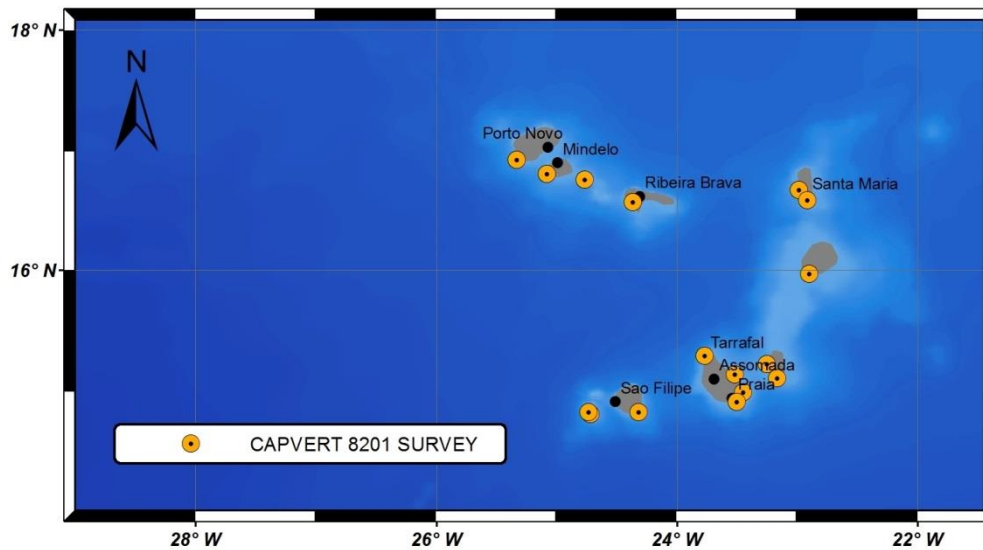 18° N
N
Porto Novo
Mindelo
Ribeira Brava
Santa Maria
16° N
Tarrafal
Assomada
Praia
Sao Filipe
CAPVERT 8201 SURVEY
28° W
26° W
24° W
22° W